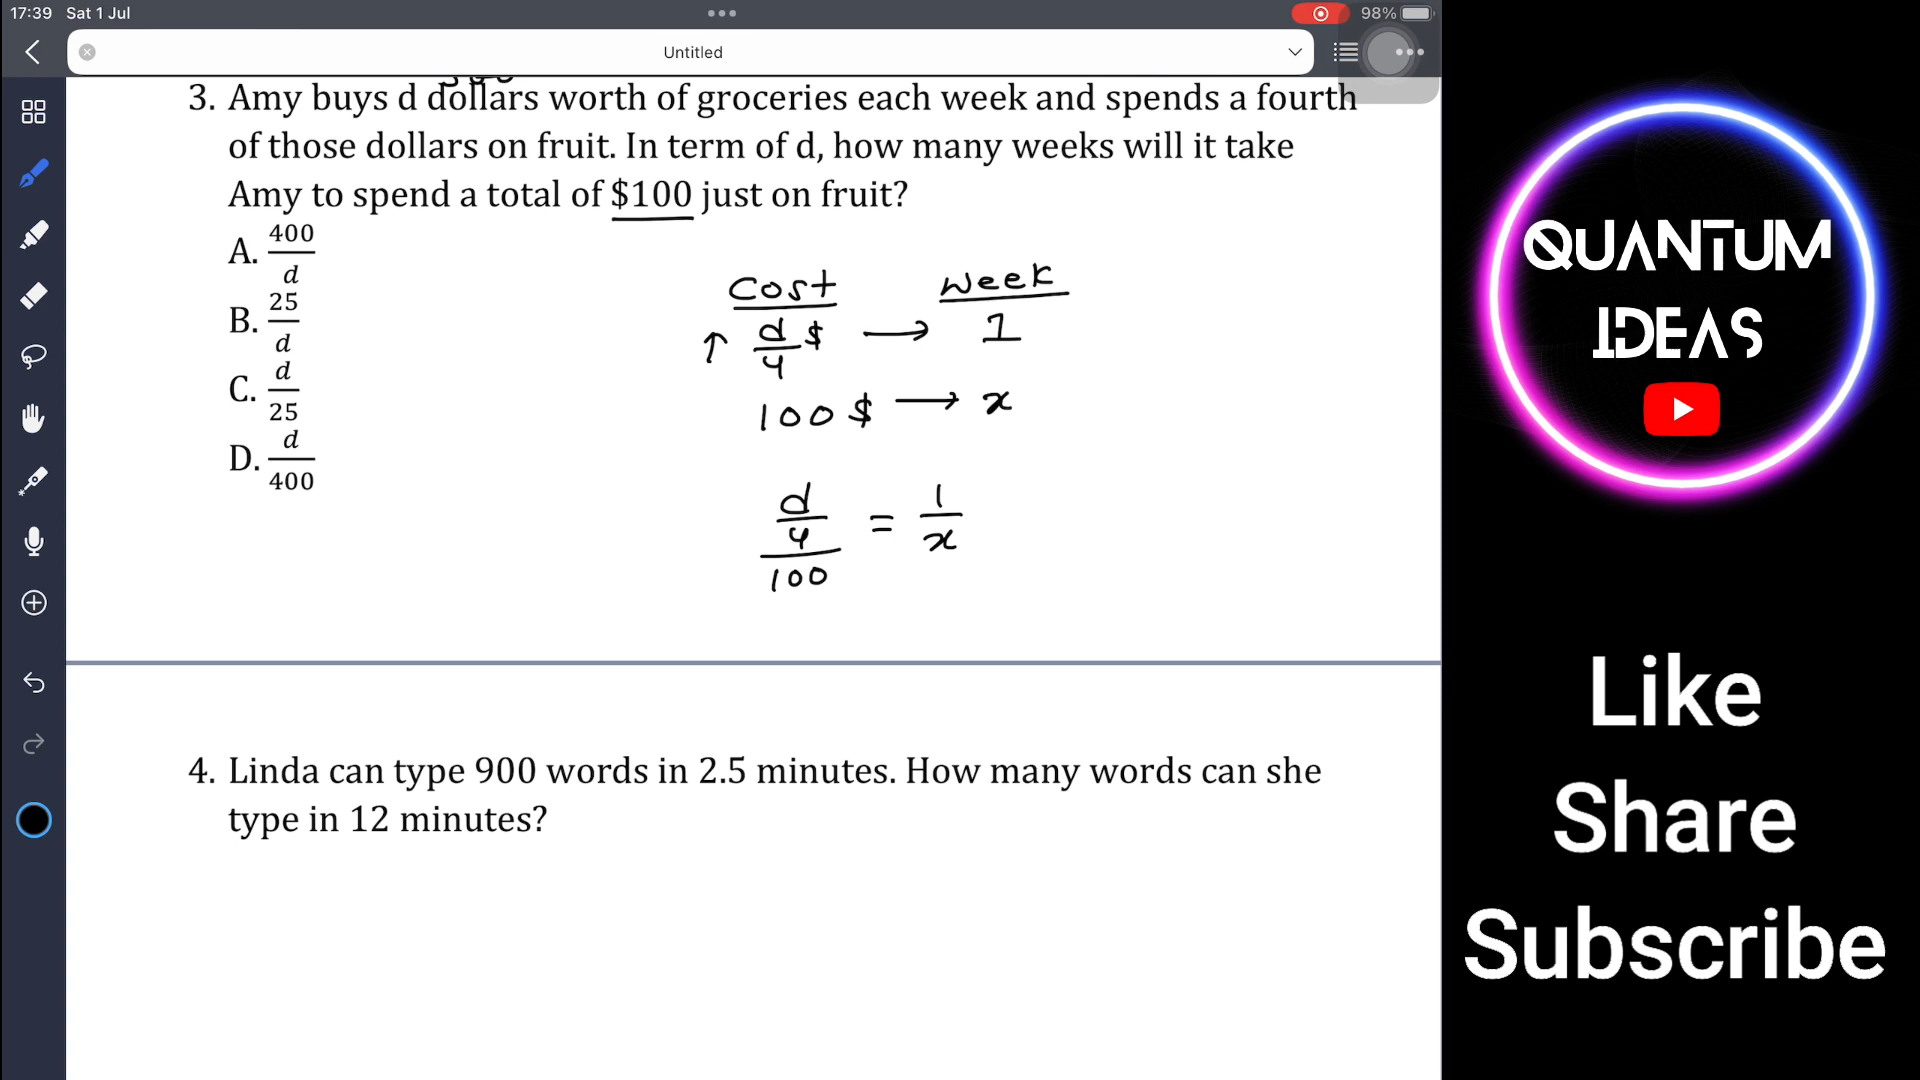 17:39 Sat 1 Jul
98%
Untitled
3. Amy buys d dollars worth of groceries each week and spends a fourth
of those dollars on fruit. In term of d, how many weeks will it take
Amy to spend a total of $100 just on fruit?
A. 400/d
B. 25/d
C. d/25
D. d/400
Cost week
↑ d/4 $ → 1
100 $ → x
d/4/100 = 1/x
4. Linda can type 900 words in 2.5 minutes. How many words can she
type in 12 minutes?
QUANTUM
IDEAS
Like
Share
Subscribe